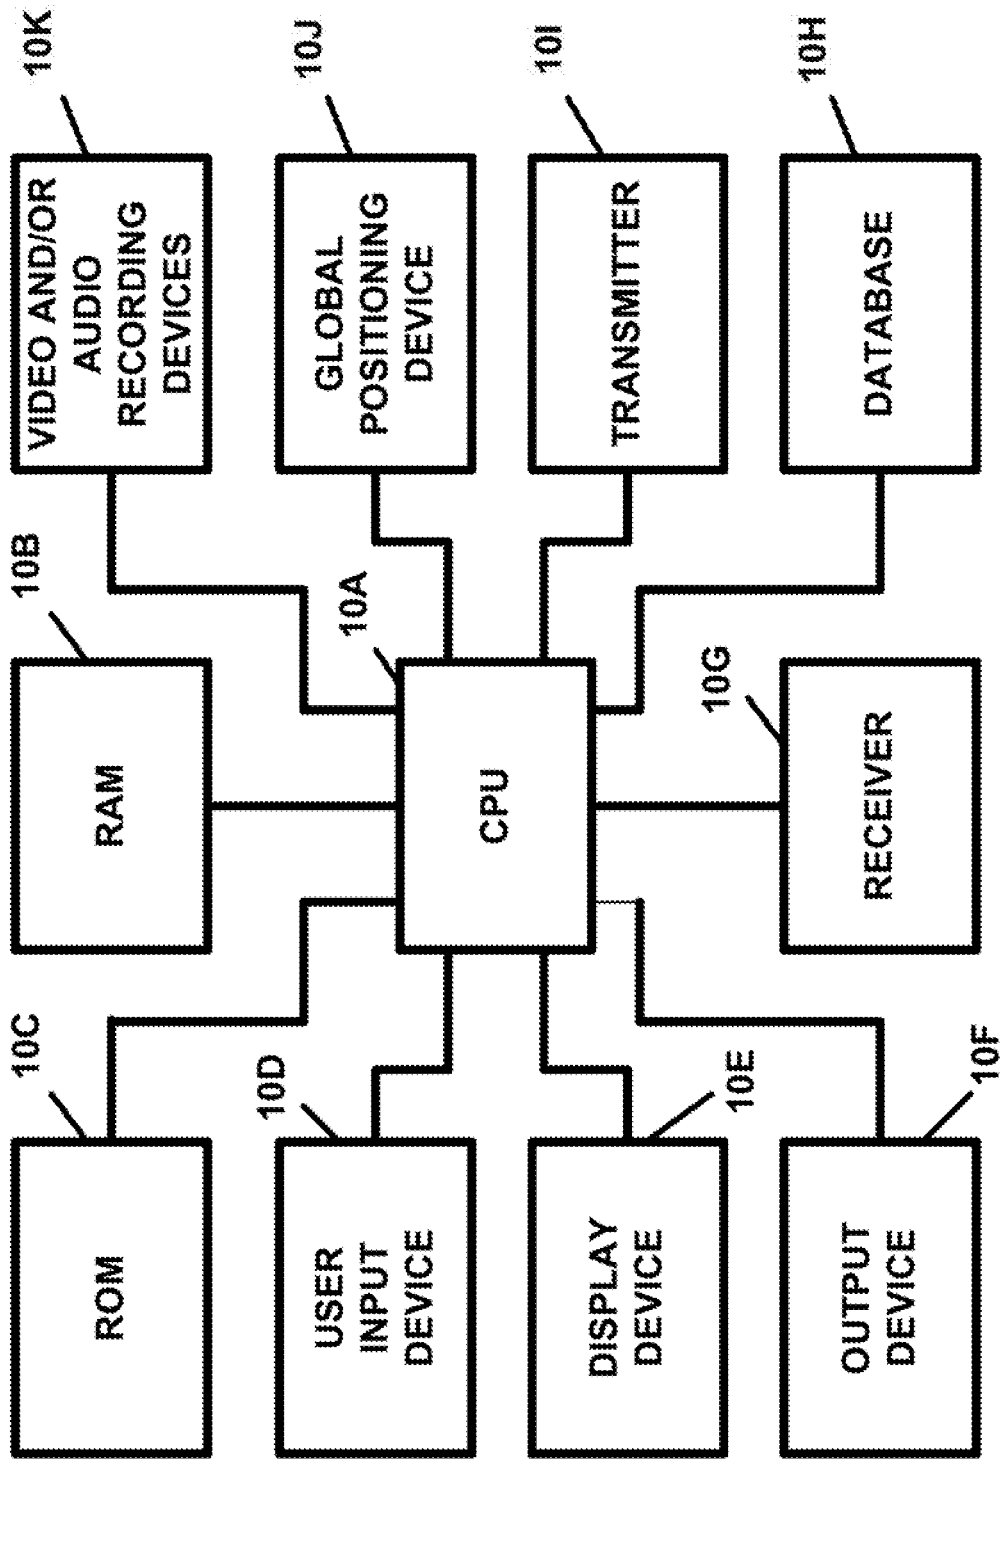 10C
ROM
10B
RAM
10K
VIDEO AND/OR
AUDIO
RECORDING
DEVICES
10D
USER
INPUT
DEVICE
10A
CPU
10J
GLOBAL
POSITIONING
DEVICE
DISPLAY
DEVICE
10E
10I
TRANSMITTER
OUTPUT
DEVICE
10F
10G
RECEIVER
10H
DATABASE